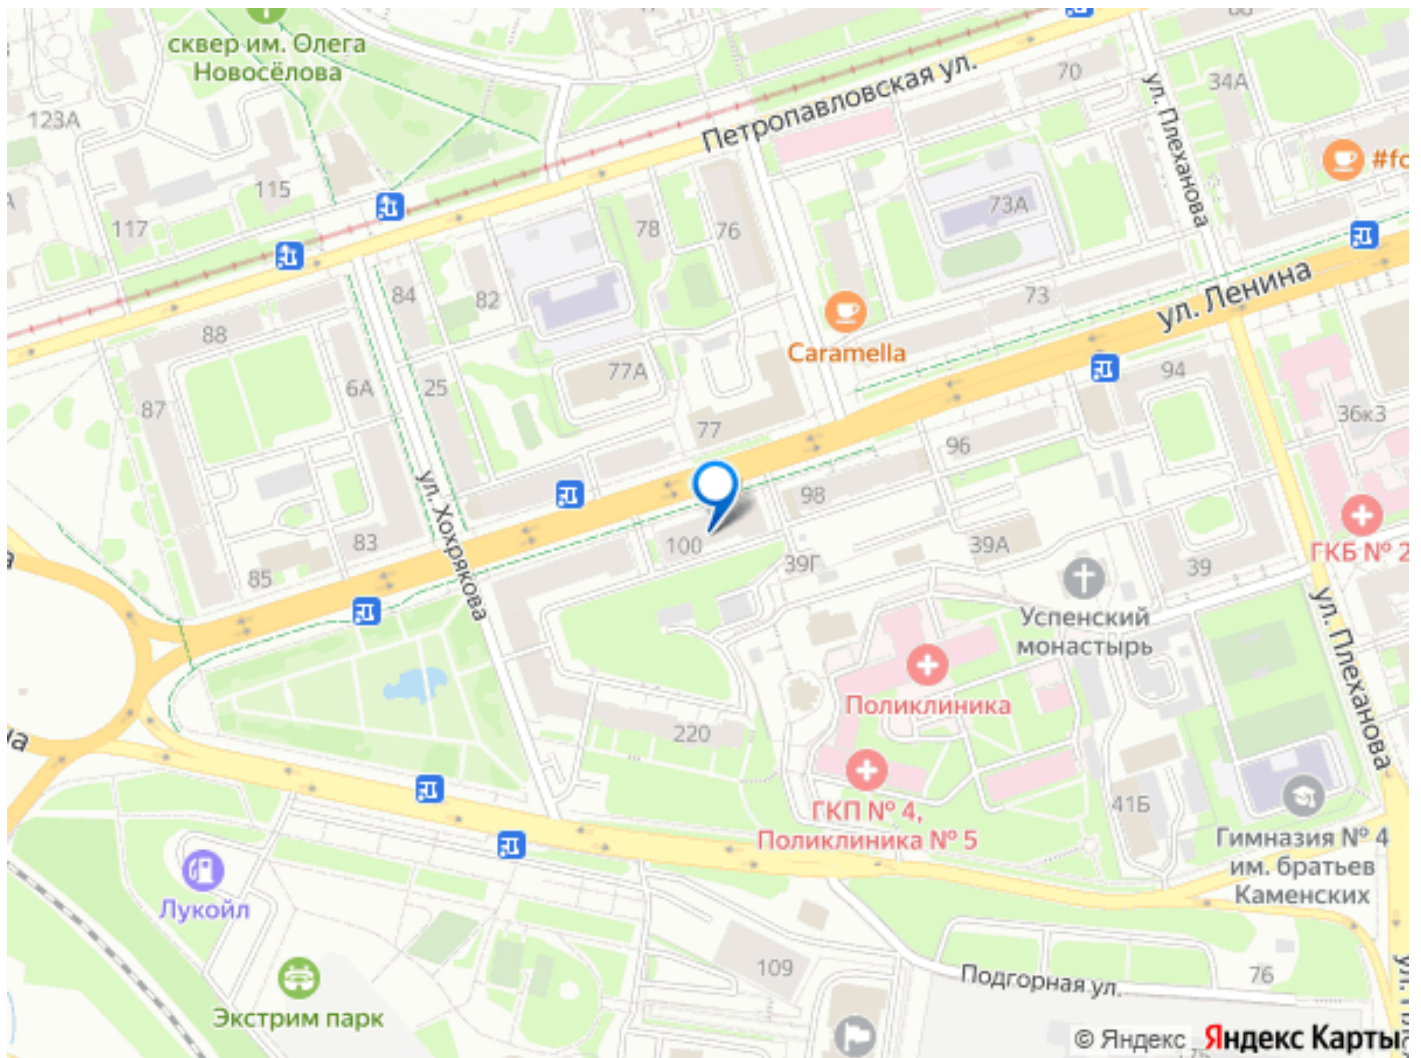 сквер им. Олега
Новосёлова
Петропавловская ул.
70
34А
ул. Плеханова
123А
115
117
#fo
73А
78
76
84
82
73
ул. Ленина
Caramella
88
77А
6А
25
87
94
36к3
77
96
98
ул. Хохрякова
83
85
100
39Г
39А
39
ГКБ № 2
Успенский
монастырь
ул. Плеханова
Поликлиника
220
ГКП № 4,
Поликлиника № 5
41Б
Гимназия № 4
им. братьев
Каменских
Лукойл
109
Подгорная ул.
76
Экстрим парк
© Яндекс Яндекс Карты